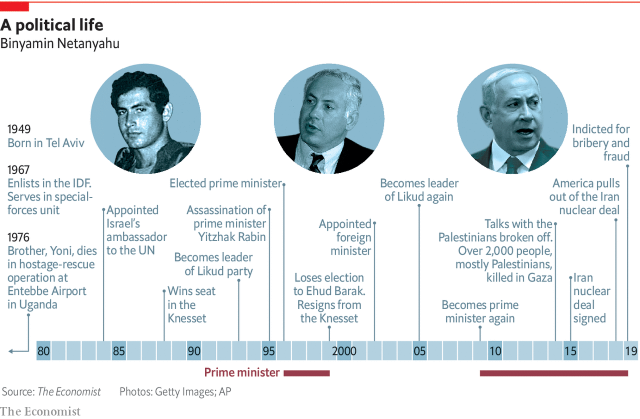 A political life
Binyamin Netanyahu
1949
Born in Tel Aviv
1967
Enlists in the IDF.
Serves in special-
forces unit
1976
Brother, Yoni, dies
in hostage-rescue
operation at
Entebbe Airport
in Uganda
Appointed
Israel’s
ambassador
to the UN
Wins seat
in the
Knesset
Becomes leader
of Likud party
Assassination of
prime minister
Yitzhak Rabin
Elected prime minister
Loses election
to Ehud Barak.
Resigns from
the Knesset
Appointed
foreign
minister
Becomes leader
of Likud again
Becomes prime
minister again
Talks with the
Palestinians broken off.
Over 2,000 people,
mostly Palestinians,
killed in Gaza
Iran
nuclear
deal
signed
America pulls
out of the Iran
nuclear deal
Indicted for
bribery and
fraud
80 85 90 95 2000 05 10 15 19
Prime minister
Source: The Economist Photos: Getty Images; AP
The Economist